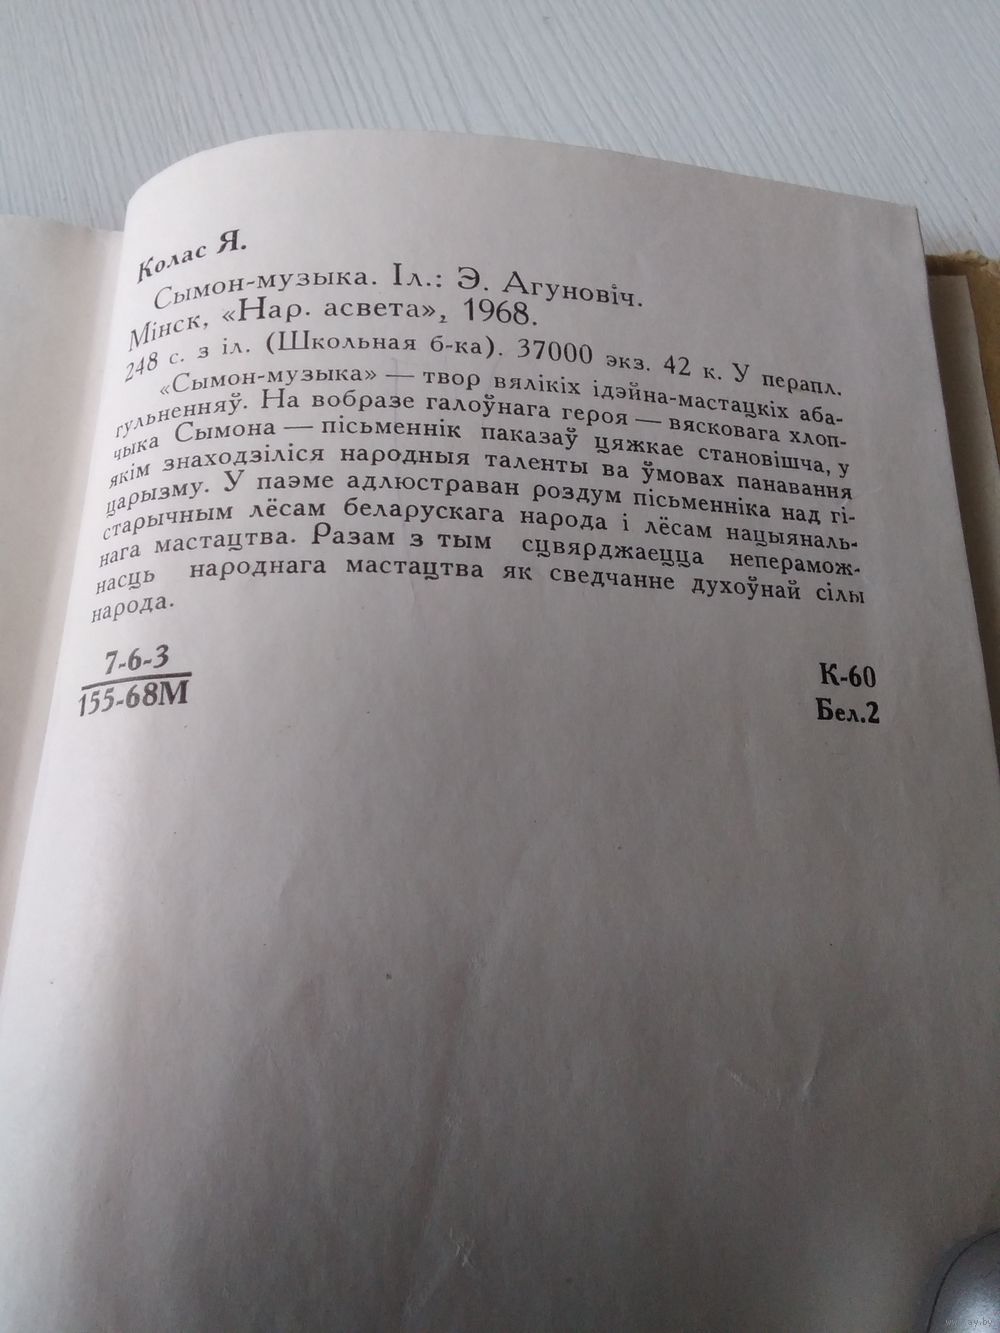 Колас Я.
Сымон-музыка. Іл.: Э. Агуновіч.
Мінск, «Нар. асвета», 1968.
248 с. з іл. (Школьная б-ка). 37000 экз. 42 к. У перапл.
«Сымон-музыка» — твор вялікіх ідэйна-мастацкіх аба-
гульненняў. На вобразе галоўнага героя — вясковага хлоп-
чыка Сымона — пісьменнік паказаў цяжкае становішча, у
якім знаходзіліся народныя таленты ва ўмовах панавання
царызму. У паэме адлюстраван роздум пісьменніка над гі-
старычным лёсам беларускага народа і лёсам нацыяналь-
нага мастацтва. Разам з тым сцвярджаецца неперамож-
насць народнага мастацтва як сведчанне духоўнай сілы
народа.
7-6-3
155-68М
К-60
Бел.2
www.ay.by